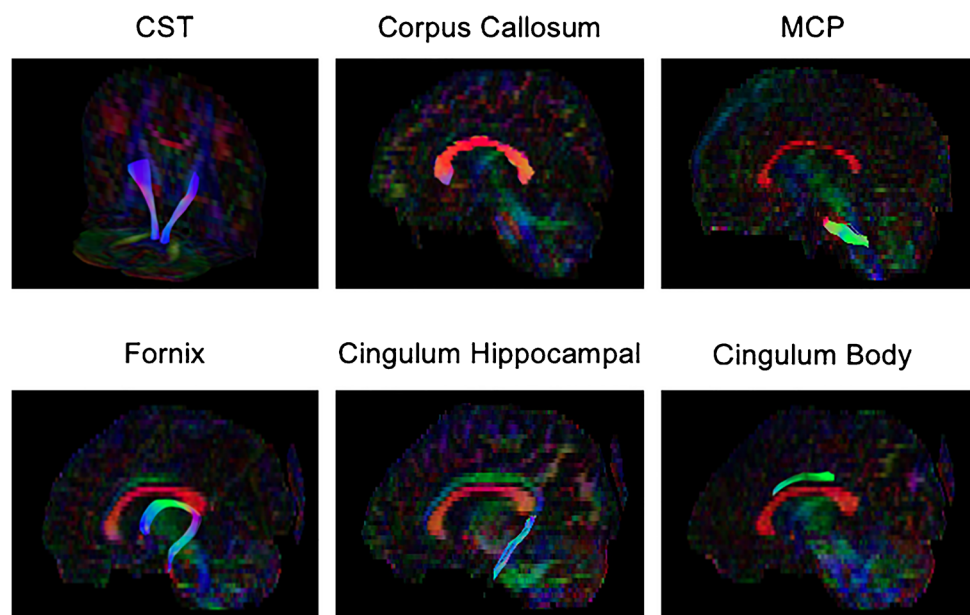 CST
Corpus Callosum
MCP
Fornix
Cingulum Hippocampal
Cingulum Body